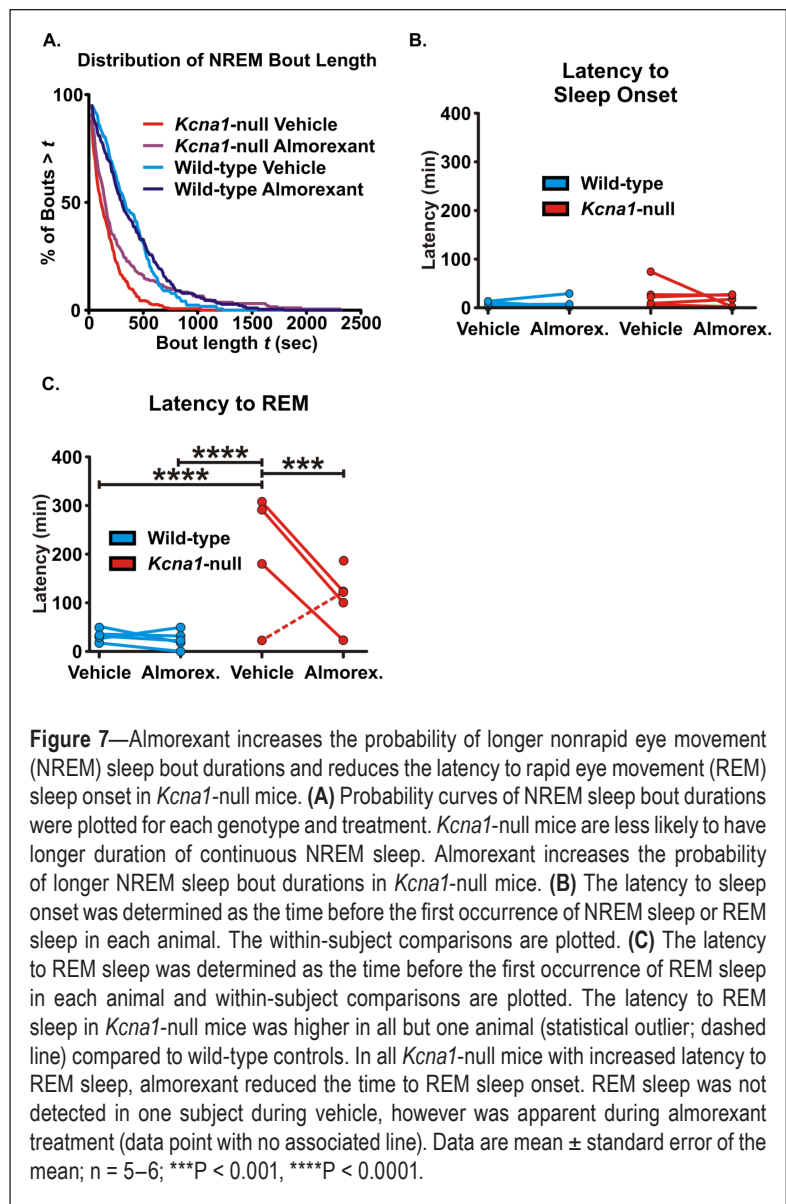 A.
Distribution of NREM Bout Length
100
50
0
% of Bouts > t
Kcna1-null Vehicle
Kcna1-null Almorexant
Wild-type Vehicle
Wild-type Almorexant
0 500 1000 1500 2000 2500
Bout length t (sec)
B.
Latency to
Sleep Onset
400
300
200
100
0
Latency (min)
Wild-type
Kcna1-null
Vehicle Almorex. Vehicle Almorex.
C.
Latency to REM
400
300
200
100
0
Latency (min)
****
****
***
Wild-type
Kcna1-null
Vehicle Almorex. Vehicle Almorex.
Figure 7—Almorexant increases the probability of longer nonrapid eye movement
(NREM) sleep bout durations and reduces the latency to rapid eye movement (REM)
sleep onset in Kcna1-null mice. (A) Probability curves of NREM sleep bout durations
were plotted for each genotype and treatment. Kcna1-null mice are less likely to have
longer duration of continuous NREM sleep. Almorexant increases the probability
of longer NREM sleep bout durations in Kcna1-null mice. (B) The latency to sleep
onset was determined as the time before the first occurrence of NREM sleep or REM
sleep in each animal. The within-subject comparisons are plotted. (C) The latency
to REM sleep was determined as the time before the first occurrence of REM sleep
in each animal and within-subject comparisons are plotted. The latency to REM
sleep in Kcna1-null mice was higher in all but one animal (statistical outlier; dashed
line) compared to wild-type controls. In all Kcna1-null mice with increased latency to
REM sleep, almorexant reduced the time to REM sleep onset. REM sleep was not
detected in one subject during vehicle, however was apparent during almorexant
treatment (data point with no associated line). Data are mean ± standard error of the
mean; n = 5–6; ***P < 0.001, ****P < 0.0001.